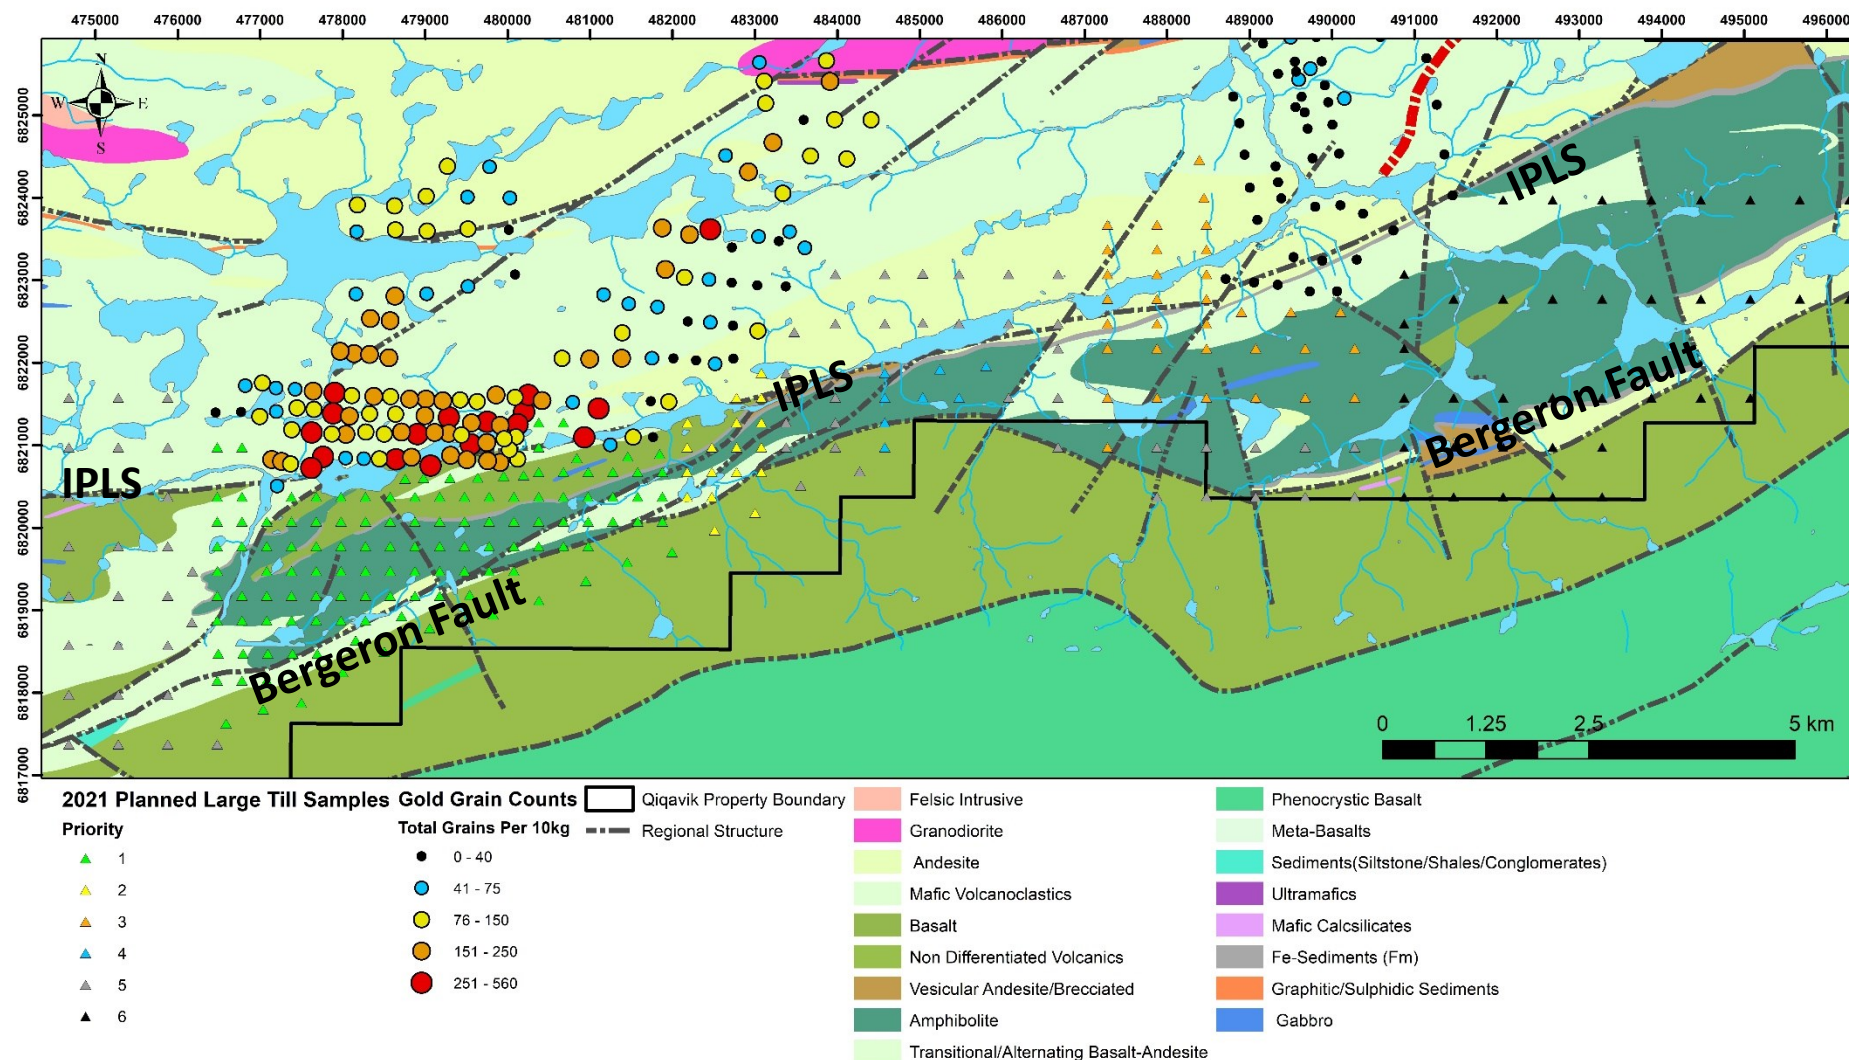 475000 476000 477000 478000 479000 480000 481000 482000 483000 484000 485000 486000 487000 488000 489000 490000 491000 492000 493000 494000 495000 496000
N
W E
S
6825000
6824000
6823000
6822000
6821000
6820000
6819000
6818000
6817000
IPLS
IPLS
IPLS
Bergeron Fault
Bergeron Fault
0 1.25 2.5 5 km
2021 Planned Large Till Samples
Priority
1
2
3
4
5
6
Gold Grain Counts
Total Grains Per 10kg
0 - 40
41 - 75
76 - 150
151 - 250
251 - 560
Qiqavik Property Boundary
Regional Structure
Felsic Intrusive
Granodiorite
Andesite
Mafic Volcanoclastics
Basalt
Non Differentiated Volcanics
Vesicular Andesite/Brecciated
Amphibolite
Transitional/Alternating Basalt-Andesite
Phenocrystic Basalt
Meta-Basalts
Sediments(Siltstone/Shales/Conglomerates)
Ultramafics
Mafic Calcsilicates
Fe-Sediments (Fm)
Graphitic/Sulphidic Sediments
Gabbro